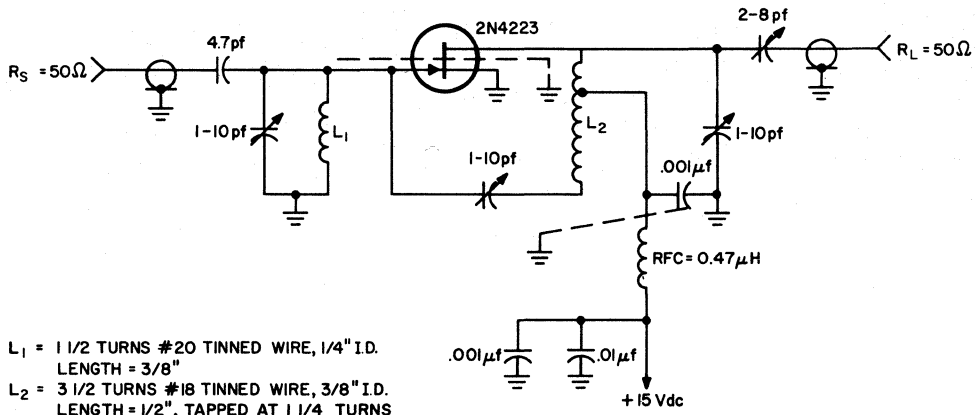 2N4223
2-8pf
4.7pf
R_S = 50Ω
R_L = 50Ω
1-10pf
L_1
L_2
1-10pf
1-10pf
.001μf
RFC = 0.47μH
.001μf
.01μf
+15 Vdc
L_1 = 1 1/2 TURNS #20 TINNED WIRE, 1/4" I.D.
LENGTH = 3/8"
L_2 = 3 1/2 TURNS #18 TINNED WIRE, 3/8" I.D.
LENGTH = 1/2", TAPPED AT 1 1/4 TURNS